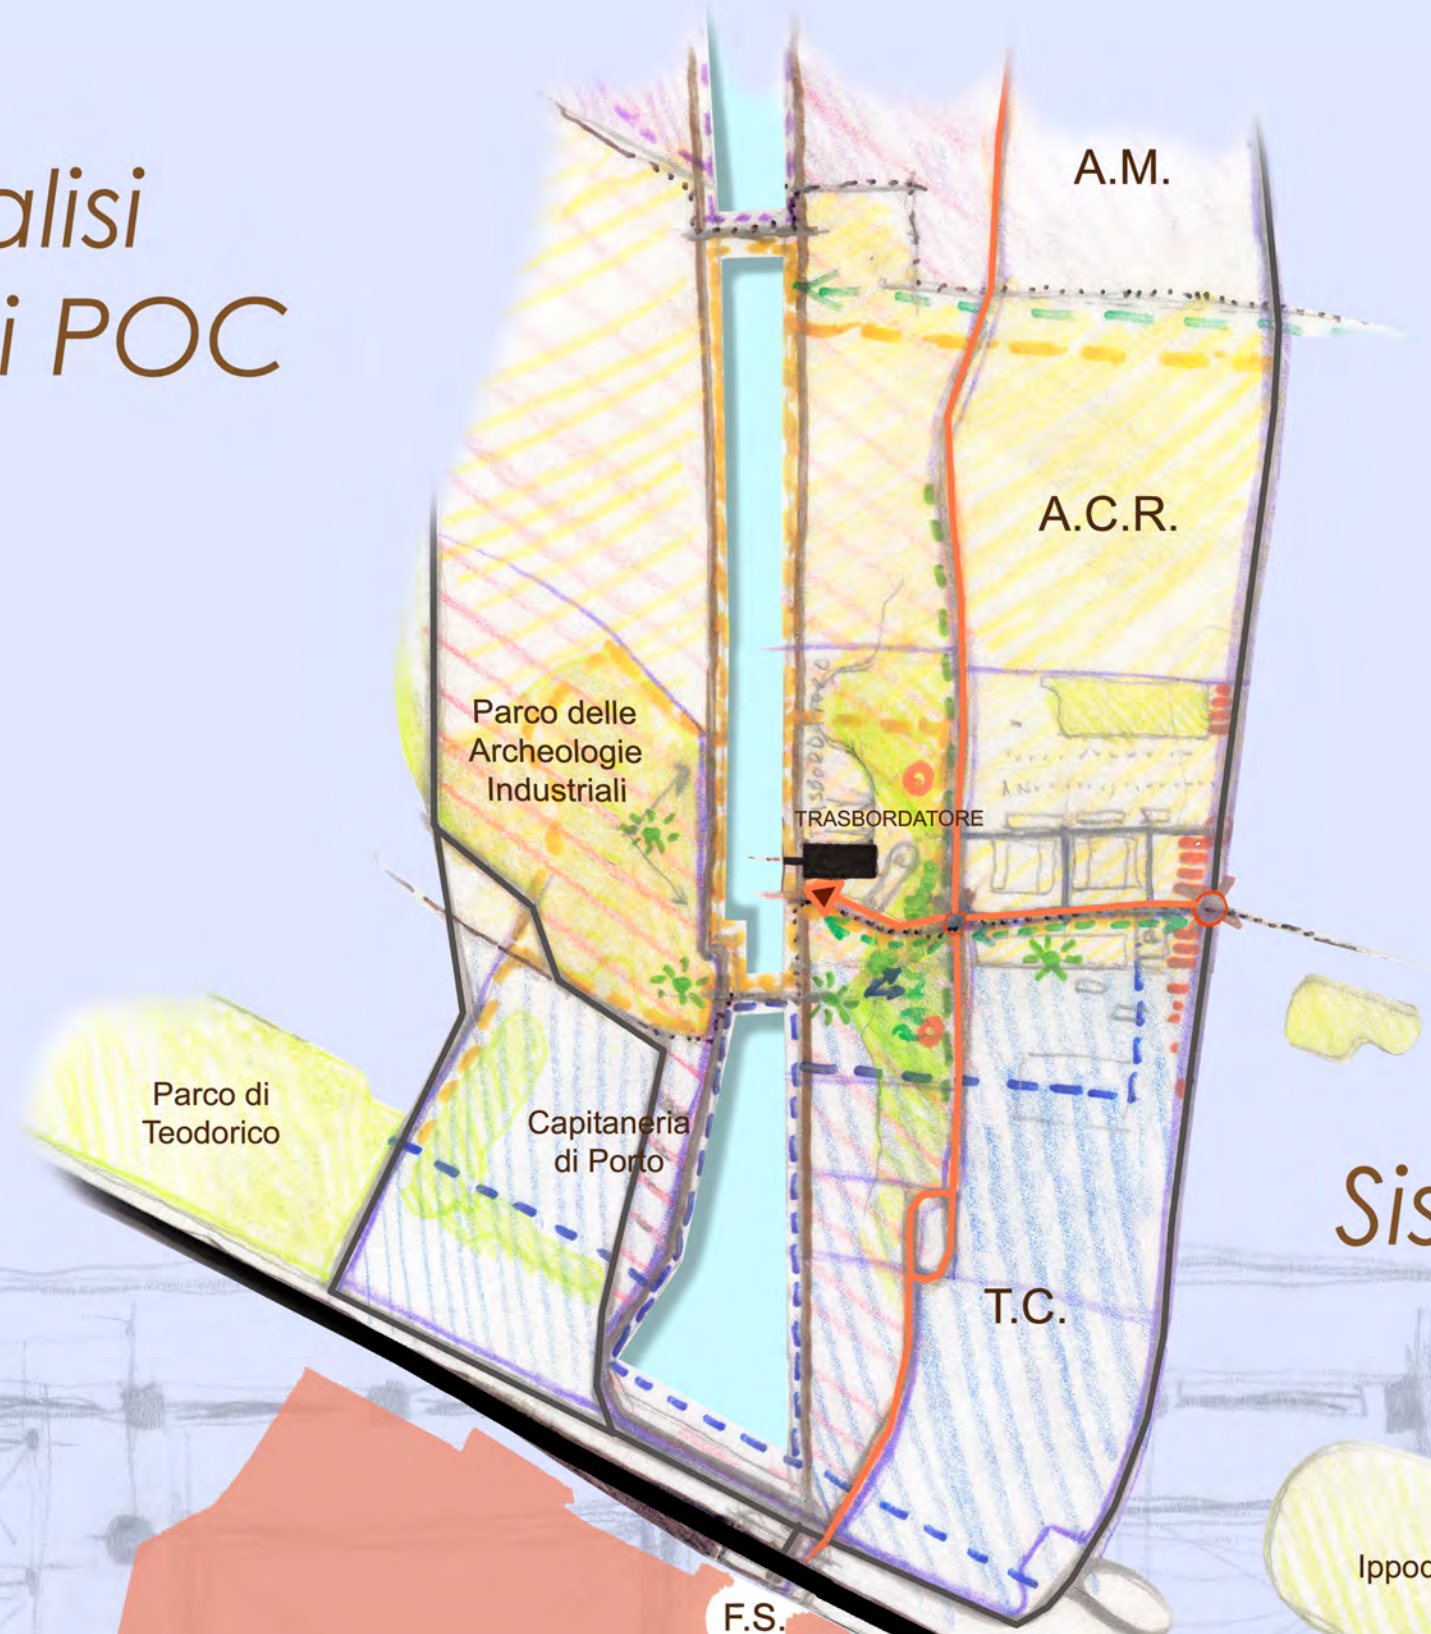 alisi
i POC
A.M.
A.C.R.
Parco delle
Archeologie
Industriali
TRASBORDATORE
Parco di
Teodorico
Capitaneria
di Porto
Sis
T.C.
Ippoc
F.S.